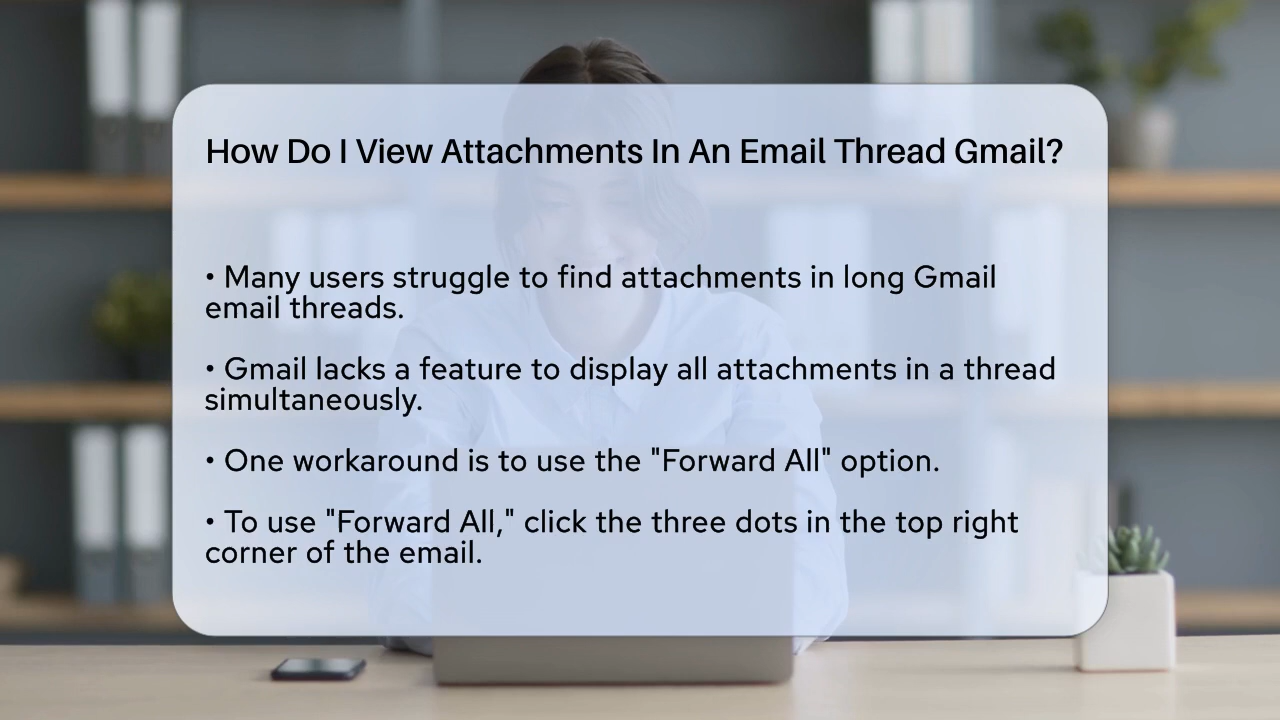 How Do I View Attachments In An Email Thread Gmail?
• Many users struggle to find attachments in long Gmail
email threads.
• Gmail lacks a feature to display all attachments in a thread
simultaneously.
• One workaround is to use the "Forward All" option.
• To use "Forward All," click the three dots in the top right
corner of the email.